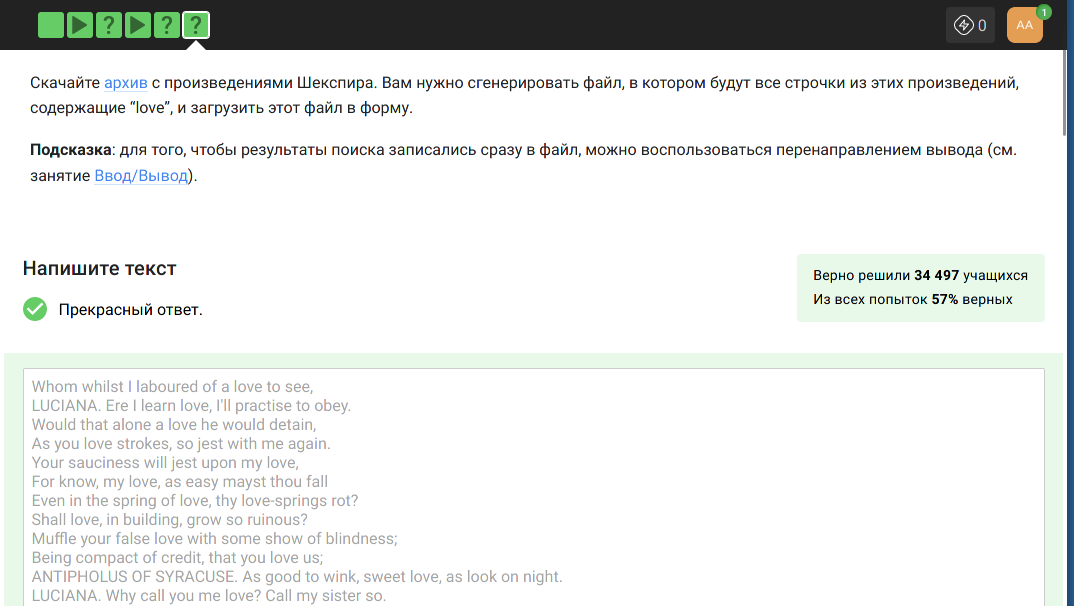 ? ? ?
0
AA
1
Скачайте архив с произведениями Шекспира. Вам нужно сгенерировать файл, в котором будут все строчки из этих произведений,
содержащие “love”, и загрузить этот файл в форму.
Подсказка: для того, чтобы результаты поиска записались сразу в файл, можно воспользоваться перенаправлением вывода (см.
занятие Ввод/Вывод).
Напишите текст
Верно решили 34 497 учащихся
Из всех попыток 57% верных
Прекрасный ответ.
Whom whilst I laboured of a love to see,
LUCIANA. Ere I learn love, I'll practise to obey.
Would that alone a love he would detain,
As you love strokes, so jest with me again.
Your sauciness will jest upon my love,
For know, my love, as easy mayst thou fall
Even in the spring of love, thy love-springs rot?
Shall love, in building, grow so ruinous?
Muffle your false love with some show of blindness;
Being compact of credit, that you love us;
ANTIPHOLUS OF SYRACUSE. As good to wink, sweet love, as look on night.
LUCIANA. Why call you me love? Call my sister so.